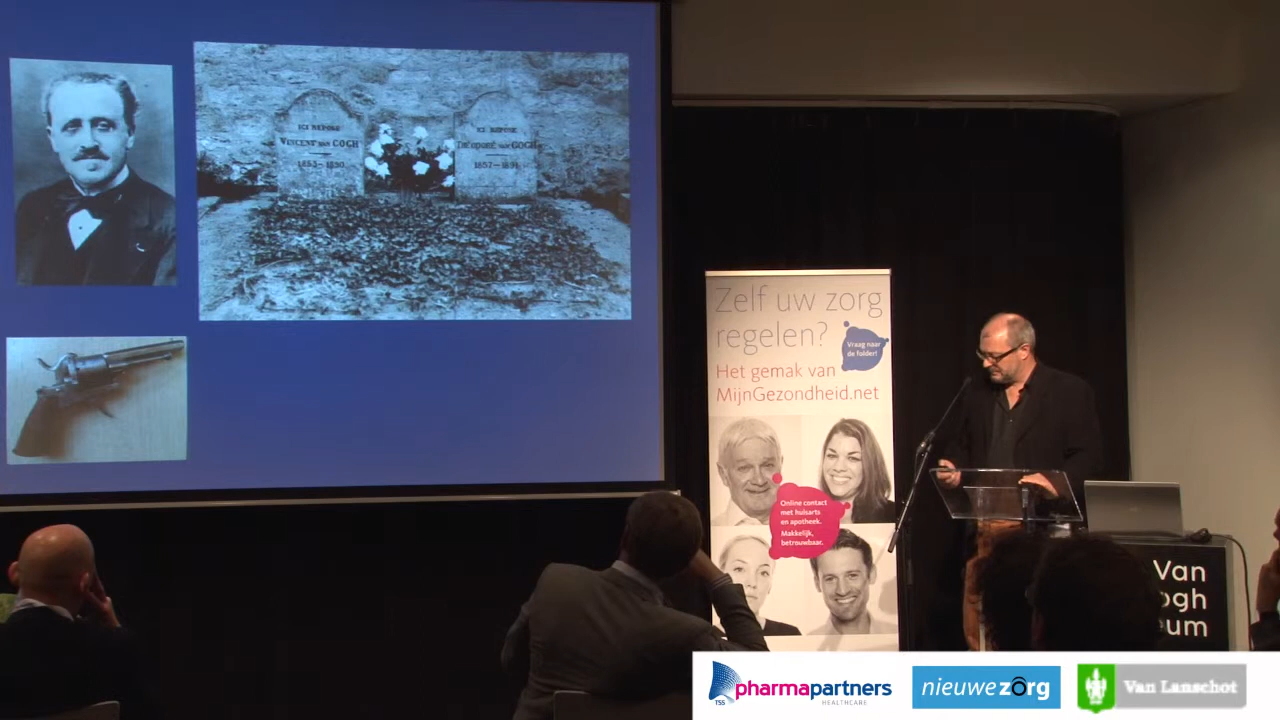 ICI REPOSE
VINCENT VAN GOGH
1853–1890
ICI REPOSE
THÉODORE VAN GOGH
1857–1891
Zelf uw zorg
regelen?
Vraag naar
de folder!
Het gemak van
MijnGezondheid.net
Online contact
met huisarts
en apotheek.
Makkelijk,
betrouwbaar.
Van
ogh
eum
TSS
pharmapartners
HEALTHCARE
nieuwezorg
Van Lanschot